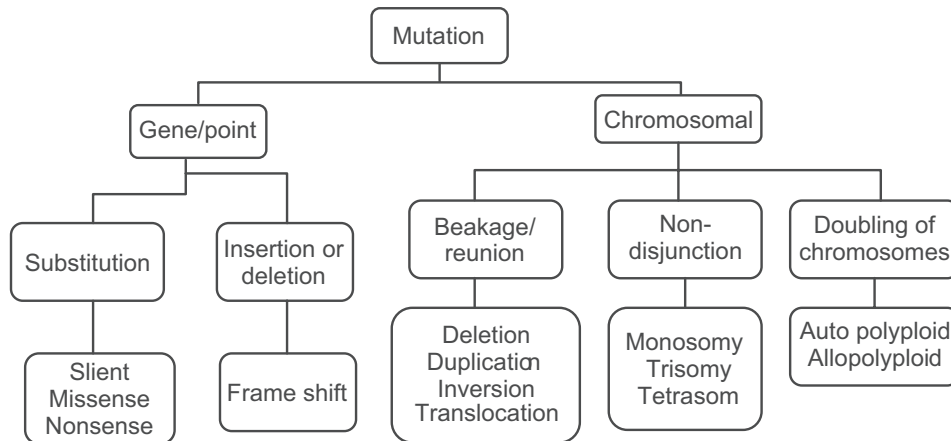 Mutation
Gene/point
Chromosomal
Substitution
Insertion or
deletion
Beakage/
reunion
Non-
disjunction
Doubling of
chromosomes
Slient
Missense
Nonsense
Frame shift
Deletion
Duplication
Inversion
Translocation
Monosomy
Trisomy
Tetrasom
Auto polyploid
Allopolyploid